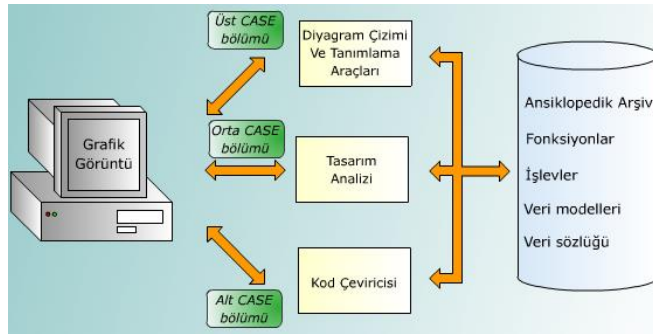 Üst CASE
bölümü
Diyagram Çizimi
Ve Tanımlama
Araçları
Grafik
Görüntü
Orta CASE
bölümü
Tasarım
Analizi
Alt CASE
bölümü
Kod Çeviricisi
Ansiklopedik Arşiv
Fonksiyonlar
İşlevler
Veri modelleri
Veri sözlüğü